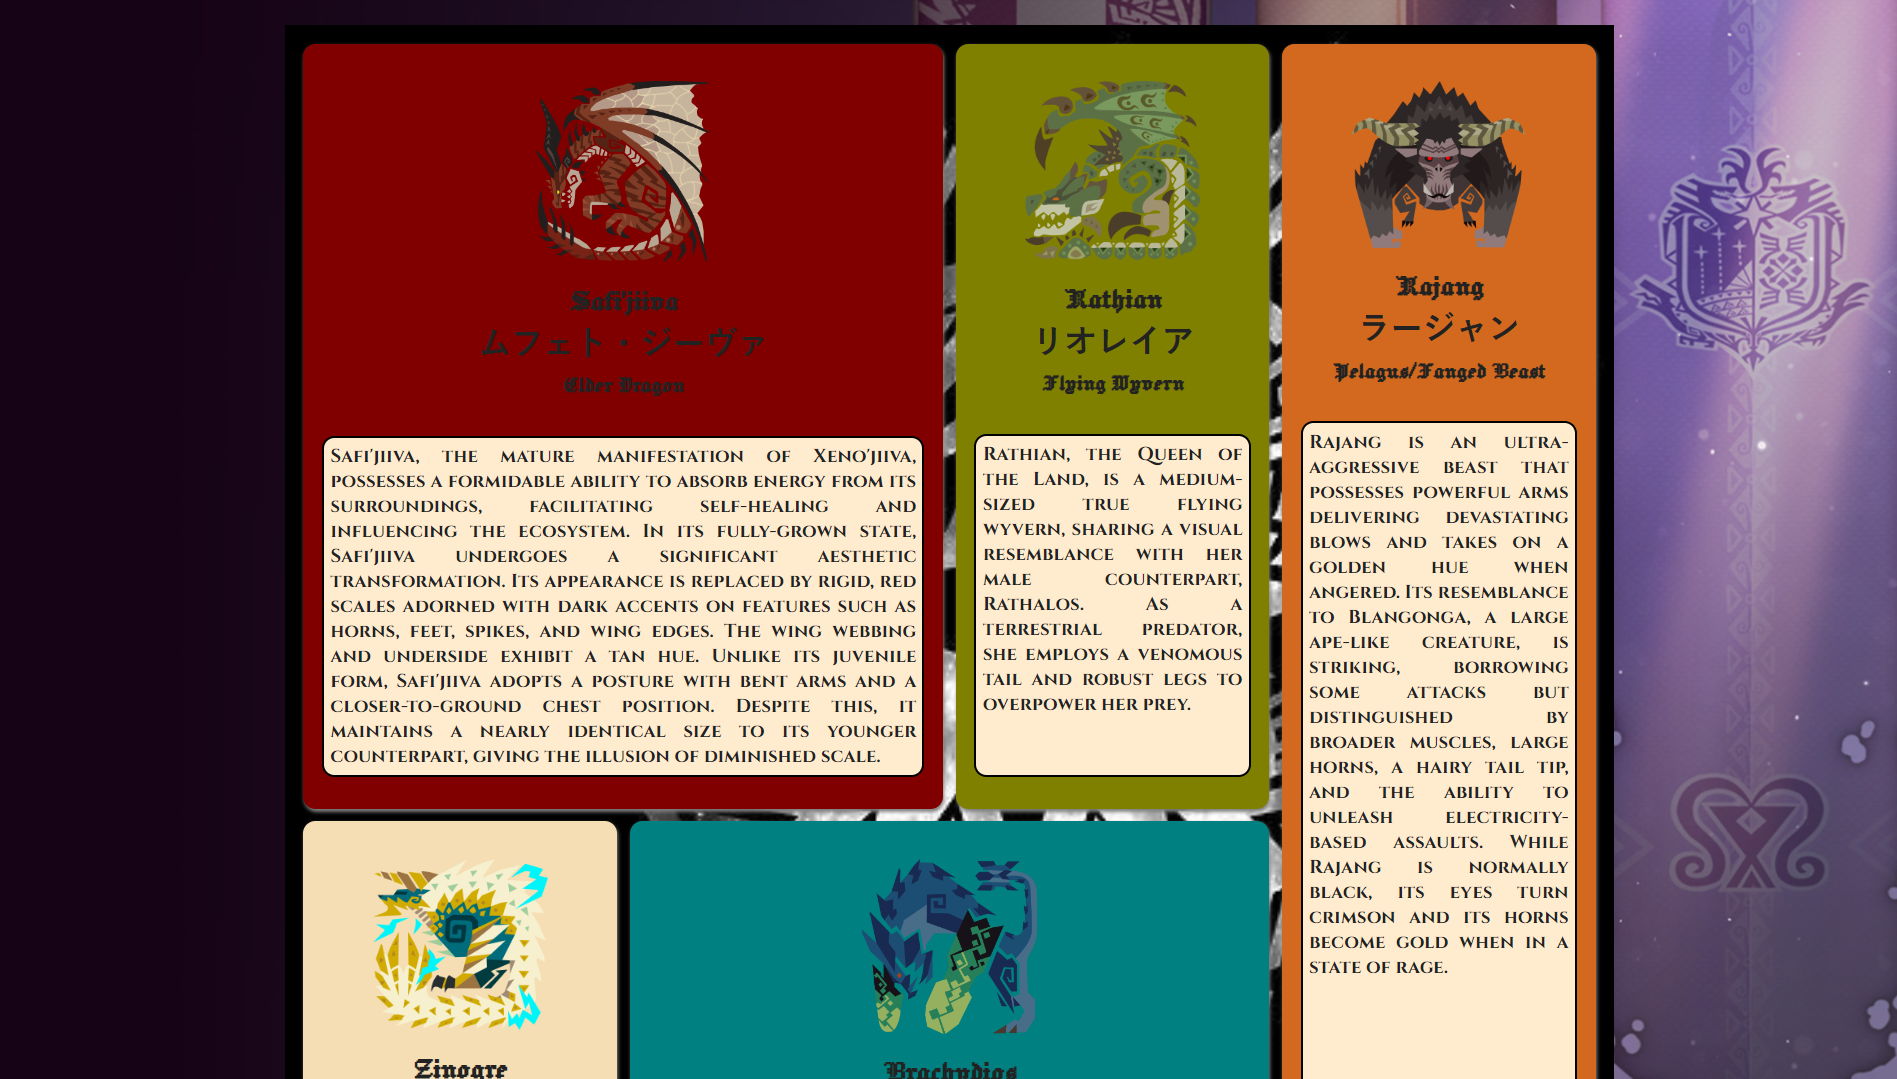 Safi'jiiva
ムフェト・ジーヴァ
Elder Dragon
Safi'jiiva, the mature manifestation of Xeno'jiiva,
possesses a formidable ability to absorb energy from its
surroundings, facilitating self-healing and
influencing the ecosystem. In its fully-grown state,
Safi'jiiva undergoes a significant aesthetic
transformation. Its appearance is replaced by rigid, red
scales adorned with dark accents on features such as
horns, feet, spikes, and wing edges. The wing webbing
and underside exhibit a tan hue. Unlike its juvenile
form, Safi'jiiva adopts a posture with bent arms and a
closer-to-ground chest position. Despite this, it
maintains a nearly identical size to its younger
counterpart, giving the illusion of diminished scale.
Rathian
リオレイア
Flying Wyvern
Rathian, the Queen of
the Land, is a medium-
sized true flying
wyvern, sharing a visual
resemblance with her
male counterpart,
Rathalos. As a
terrestrial predator,
she employs a venomous
tail and robust legs to
overpower her prey.
Rajang
ラージャン
Pelagus/Fanged Beast
Rajang is an ultra-
aggressive beast that
possesses powerful arms
delivering devastating
blows and takes on a
golden hue when
angered. Its resemblance
to Blangonga, a large
ape-like creature, is
striking, borrowing
some attacks but
distinguished by
broader muscles, large
horns, a hairy tail tip,
and the ability to
unleash electricity-
based assaults. While
Rajang is normally
black, its eyes turn
crimson and its horns
become gold when in a
state of rage.
Zinogre
Brachydios